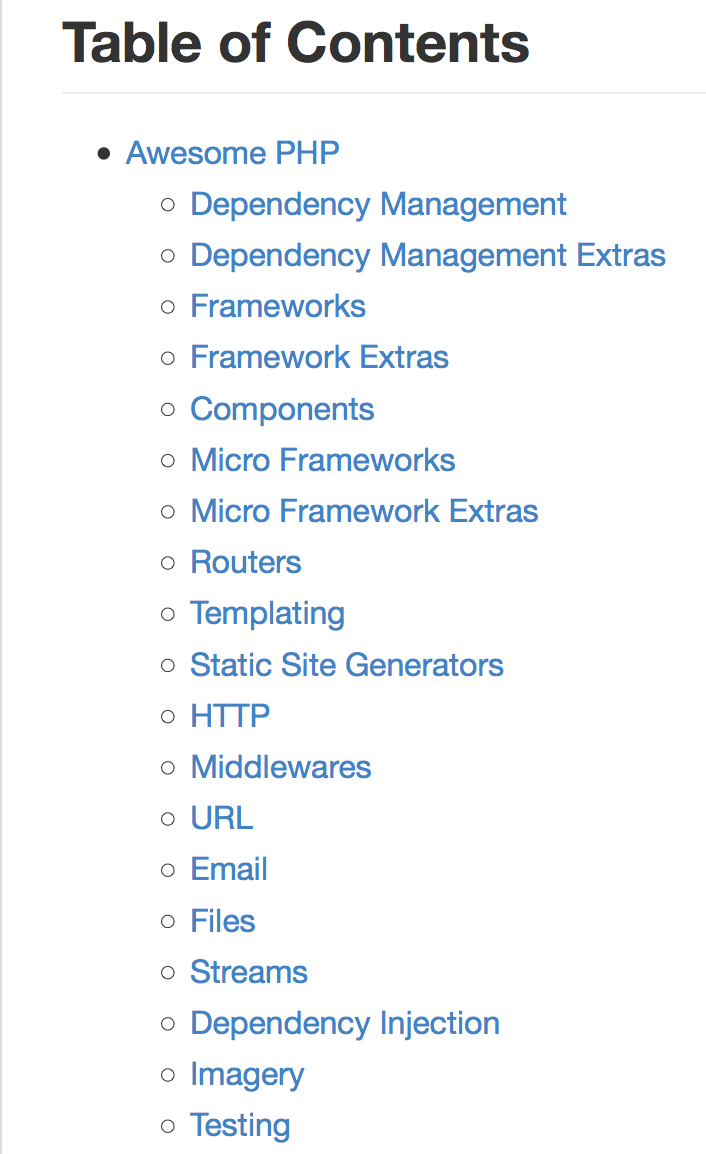 Table of Contents
Awesome PHP
Dependency Management
Dependency Management Extras
Frameworks
Framework Extras
Components
Micro Frameworks
Micro Framework Extras
Routers
Templating
Static Site Generators
HTTP
Middlewares
URL
Email
Files
Streams
Dependency Injection
Imagery
Testing